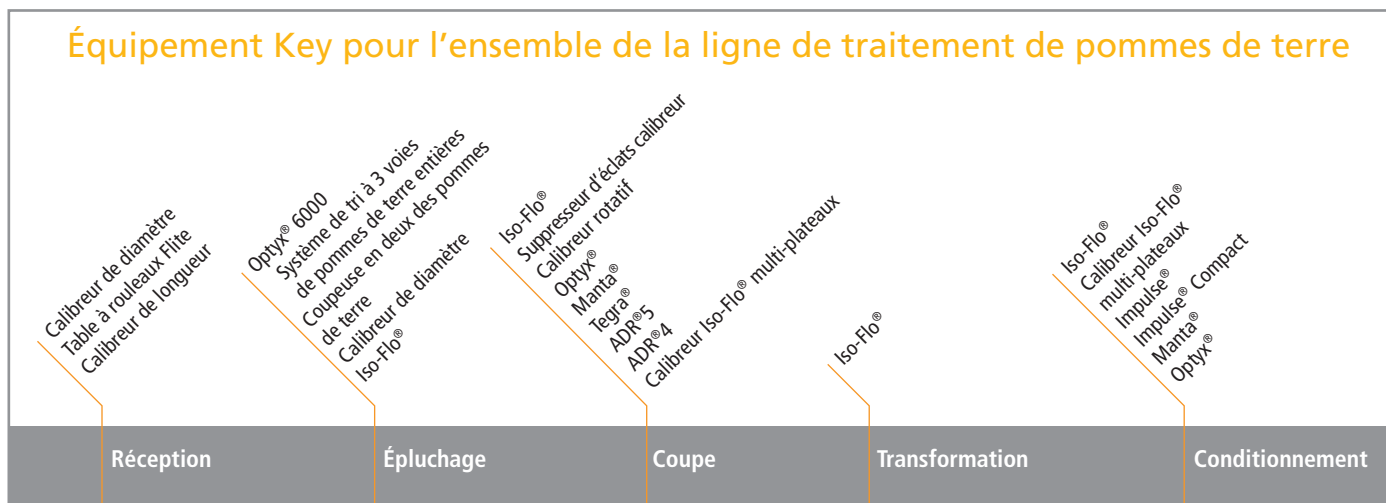 Équipement Key pour l'ensemble de la ligne de traitement de pommes de terre
Calibreur de diamètre
Table à rouleaux Flite
Calibreur de longueur
Optyx® 6000
Système de tri à 3 voies
de pommes de terre entières
Coupeuse en deux des pommes
de terre
Calibreur de diamètre
Iso-Flo®
Iso-Flo®
Suppresseur d'éclats calibreur
Calibreur rotatif
Optyx®
Manta®
Tegra®
ADR®5
ADR®4
Calibreur Iso-Flo® multi-plateaux
Iso-Flo®
Iso-Flo®
Calibreur Iso-Flo®
multi-plateaux
Impulse®
Impulse® Compact
Manta®
Optyx®
Réception
Épluchage
Coupe
Transformation
Conditionnement